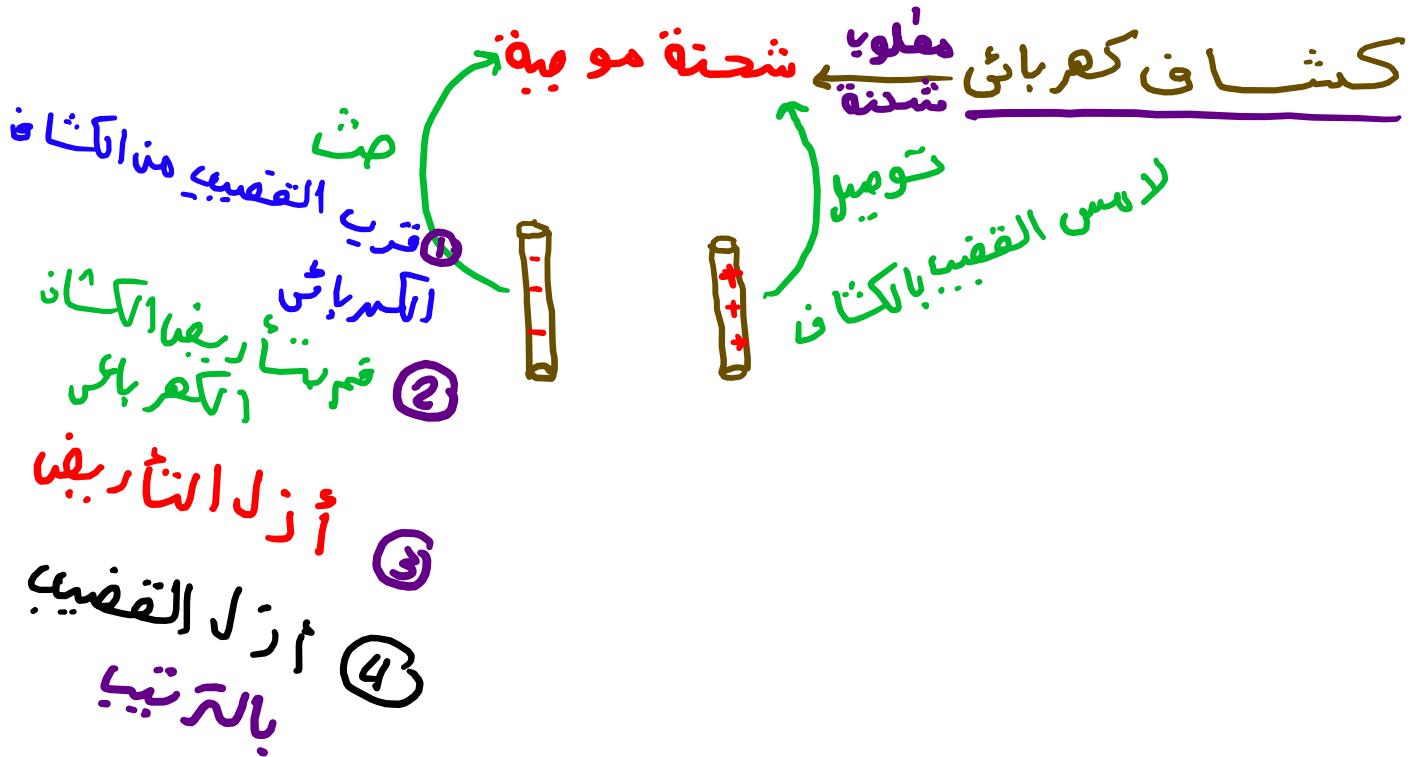 كشاف كهربائي
مطلوب
شحنة
شحنة موجبة
توصيل
لامس القضيب بالكشاف
+
+
+
-
-
-
حث
1 قرب القضيب من الكشاف
الكهربائي
2 قم بتأريض الكشاف
الكهربائي
3 أزل التأريض
4 أزل القضيب
بالترتيب